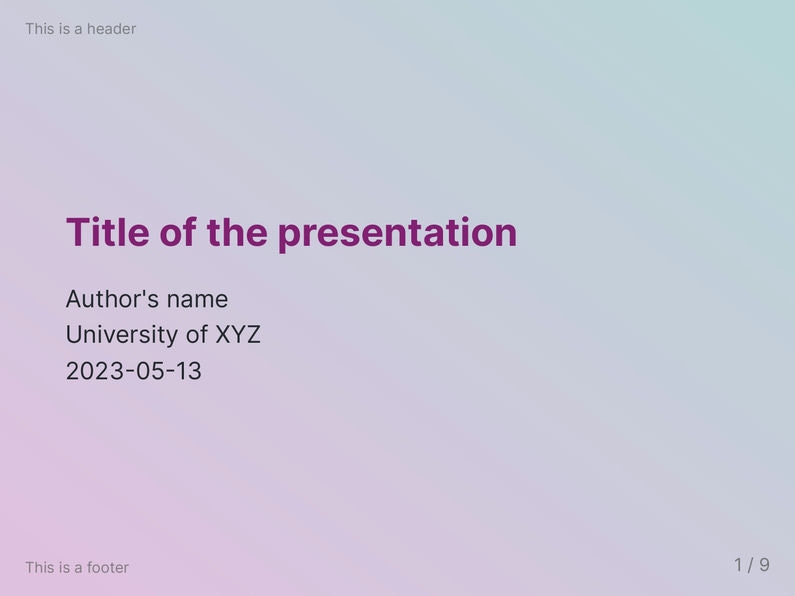 This is a header
Title of the presentation
Author's name
University of XYZ
2023-05-13
This is a footer
1 / 9